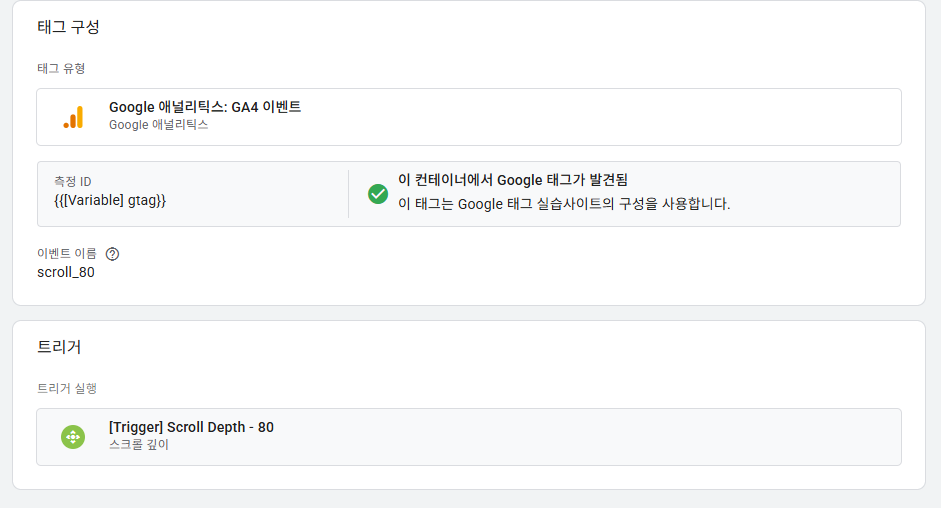 태그 구성
태그 유형
Google 애널리틱스: GA4 이벤트
Google 애널리틱스
측정 ID
{{[Variable] gtag}}
이 컨테이너에서 Google 태그가 발견됨
이 태그는 Google 태그 실습사이트의 구성을 사용합니다.
이벤트 이름
scroll_80
트리거
트리거 실행
[Trigger] Scroll Depth - 80
스크롤 깊이